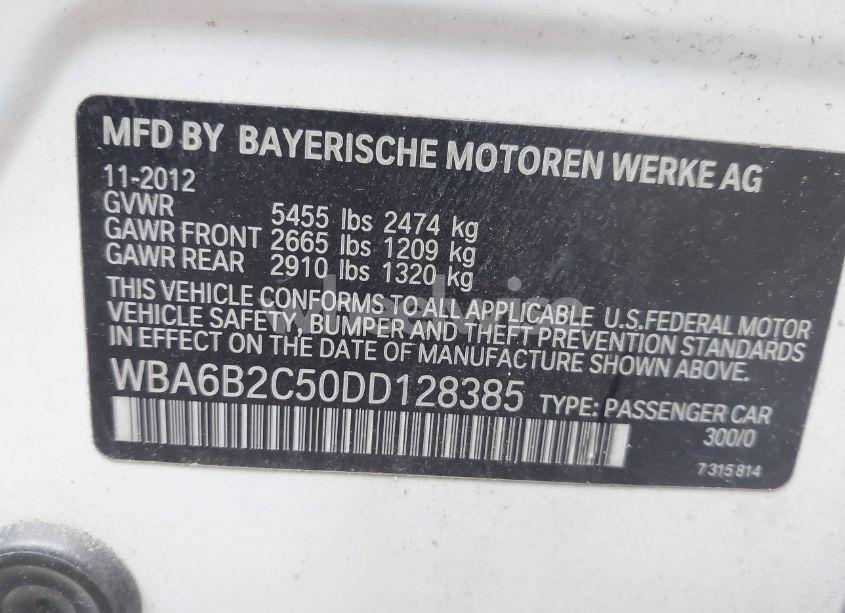 MFD BY BAYERISCHE MOTOREN WERKE AG
11-2012
GVWR 5455 lbs 2474 kg
GAWR FRONT 2665 lbs 1209 kg
GAWR REAR 2910 lbs 1320 kg
THIS VEHICLE CONFORMS TO ALL APPLICABLE U.S.FEDERAL MOTOR
VEHICLE SAFETY, BUMPER AND THEFT PREVENTION STANDARDS
IN EFFECT ON THE DATE OF MANUFACTURE SHOWN ABOVE.
WBA6B2C50DD128385 TYPE: PASSENGER CAR
300/0
7 315 814